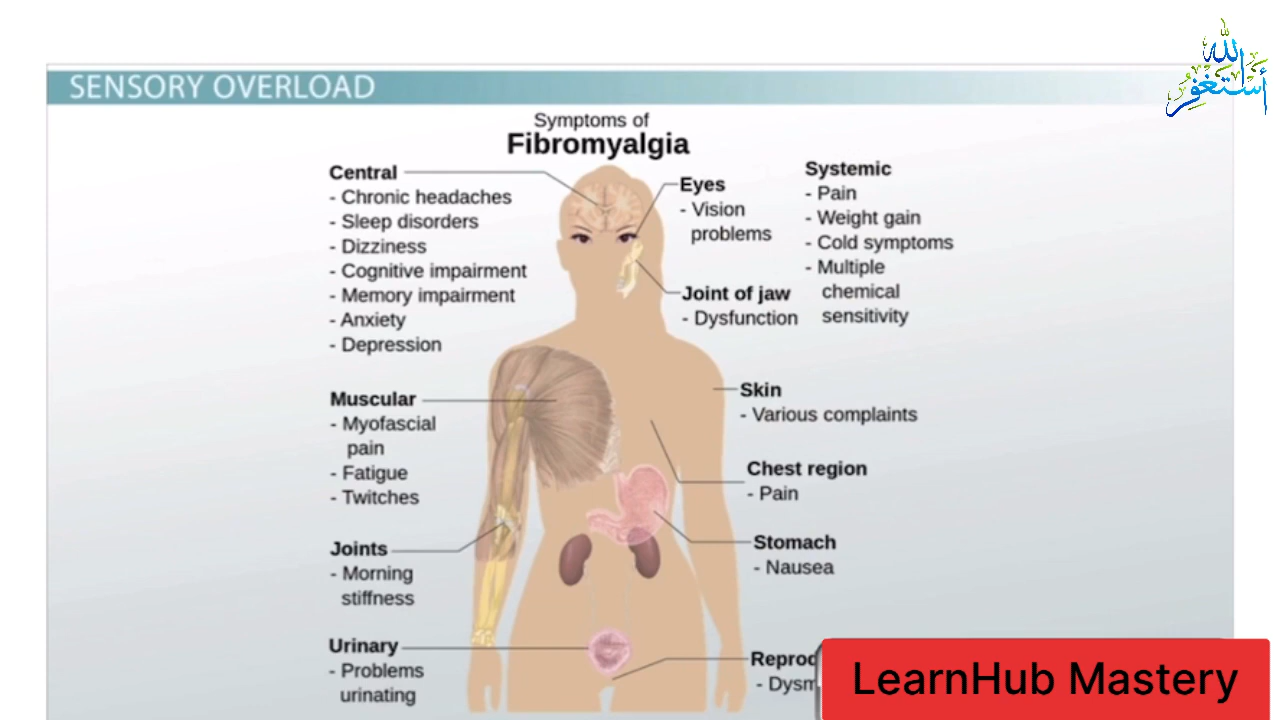 SENSORY OVERLOAD
أستغفر الله
Symptoms of
Fibromyalgia
Central
- Chronic headaches
- Sleep disorders
- Dizziness
- Cognitive impairment
- Memory impairment
- Anxiety
- Depression
Eyes
- Vision
problems
Systemic
- Pain
- Weight gain
- Cold symptoms
- Multiple
chemical
sensitivity
Joint of jaw
- Dysfunction
Muscular
- Myofascial
pain
- Fatigue
- Twitches
Skin
- Various complaints
Chest region
- Pain
Joints
- Morning
stiffness
Stomach
- Nausea
Urinary
- Problems
urinating
Reprod
- Dysm
LearnHub Mastery